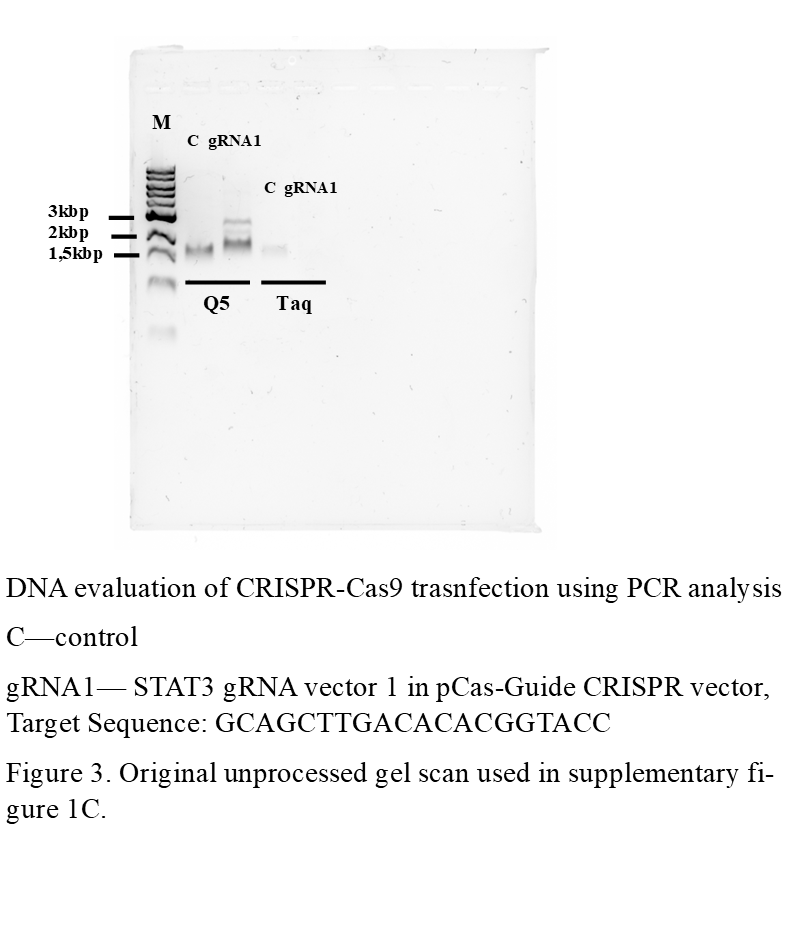 M
C gRNA1
C gRNA1
3kbp
2kbp
1,5kbp
Q5
Taq
DNA evaluation of CRISPR-Cas9 trasnfection using PCR analysis
C—control
gRNA1— STAT3 gRNA vector 1 in pCas-Guide CRISPR vector,
Target Sequence: GCAGCTTGACACACGGTACC
Figure 3. Original unprocessed gel scan used in supplementary fi-
gure 1C.